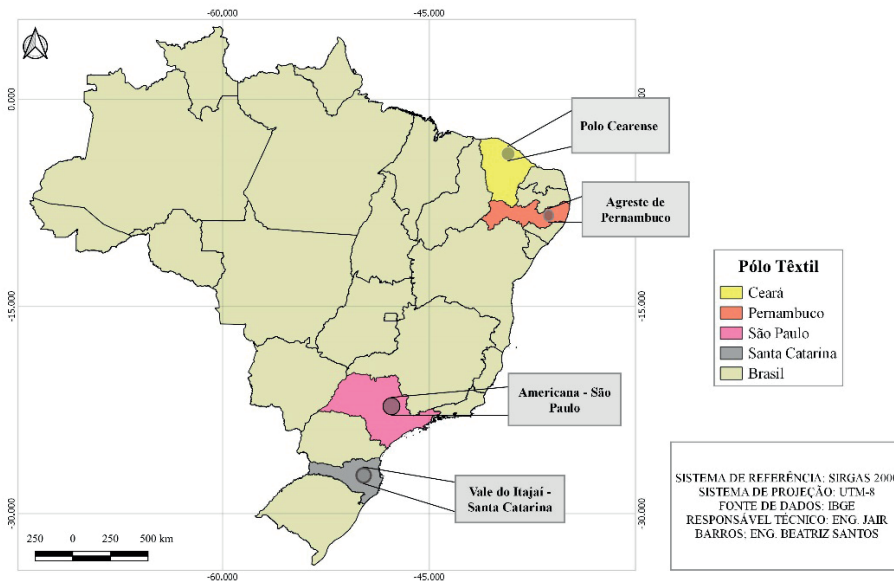 -60.000
-45.000
0.000
00
Polo Cearense
Agreste de
Pernambuco
Pólo Têxtil
Ceará
Pernambuco
São Paulo
Santa Catarina
Brasil
-15.000
-15.000
Americana - São
Paulo
Vale do Itajaí -
Santa Catarina
-30.000
-30.000
SISTEMA DE REFERÊNCIA: SIRGAS 2000
SISTEMA DE PROJEÇÃO: UTM-8
FONTE DE DADOS: IBGE
RESPONSÁVEL TÉCNICO: ENG. JAIR
BARROS; ENG. BEATRIZ SANTOS
250 0 250 500 km
-60.000
-45.000